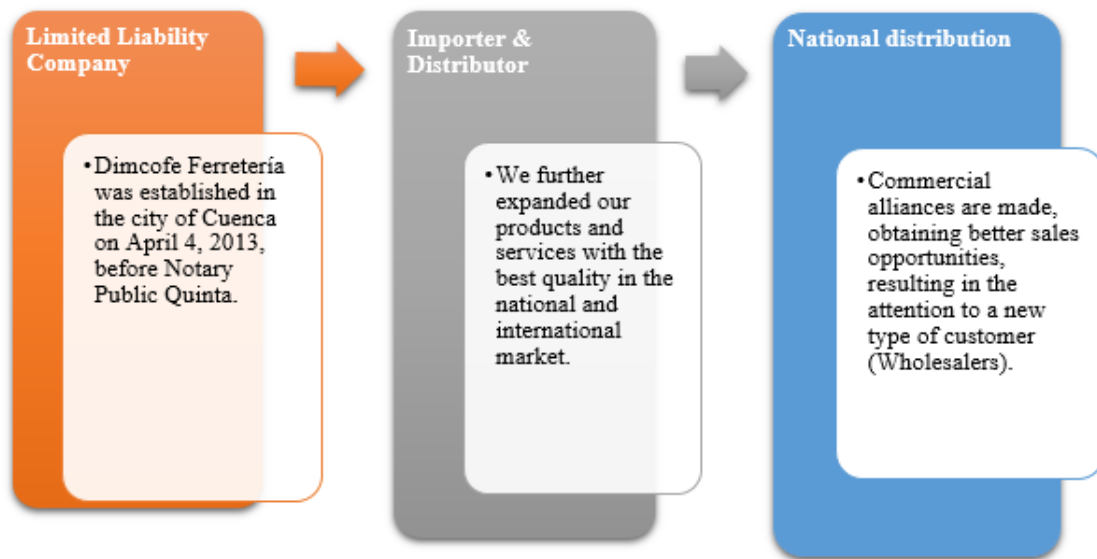 Limited Liability
Company
•Dimcofe Ferretería
was established in
the city of Cuenca
on April 4, 2013,
before Notary
Public Quinta.
Importer &
Distributor
•We further
expanded our
products and
services with the
best quality in the
national and
international
market.
National distribution
•Commercial
alliances are made,
obtaining better sales
opportunities,
resulting in the
attention to a new
type of customer
(Wholesalers).